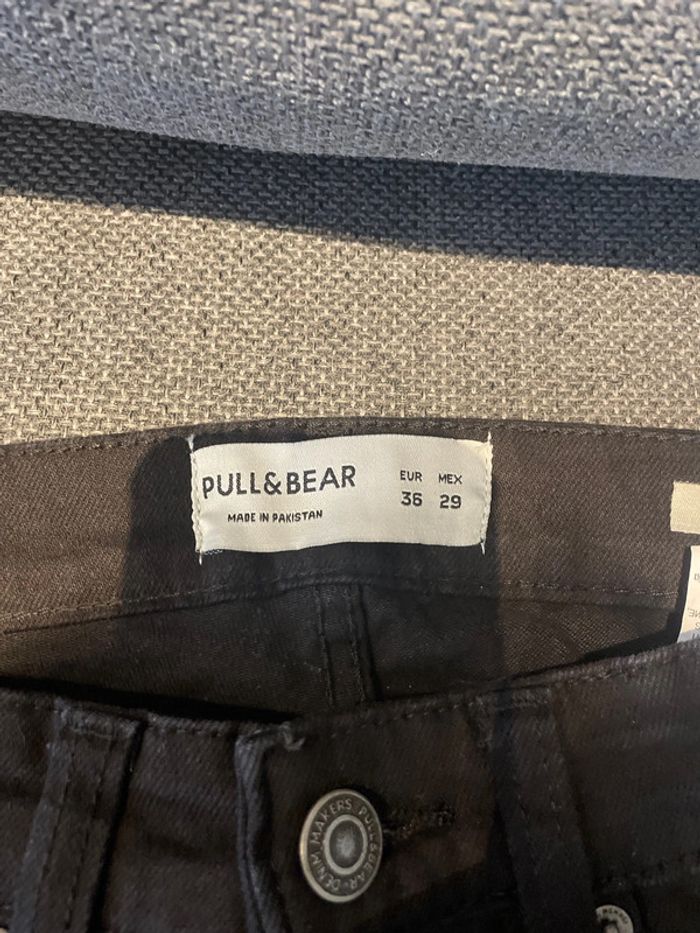 PULL&BEAR
EUR MEX
36 29
MADE IN PAKISTAN
DENIM MAKERS PULL&BEAR